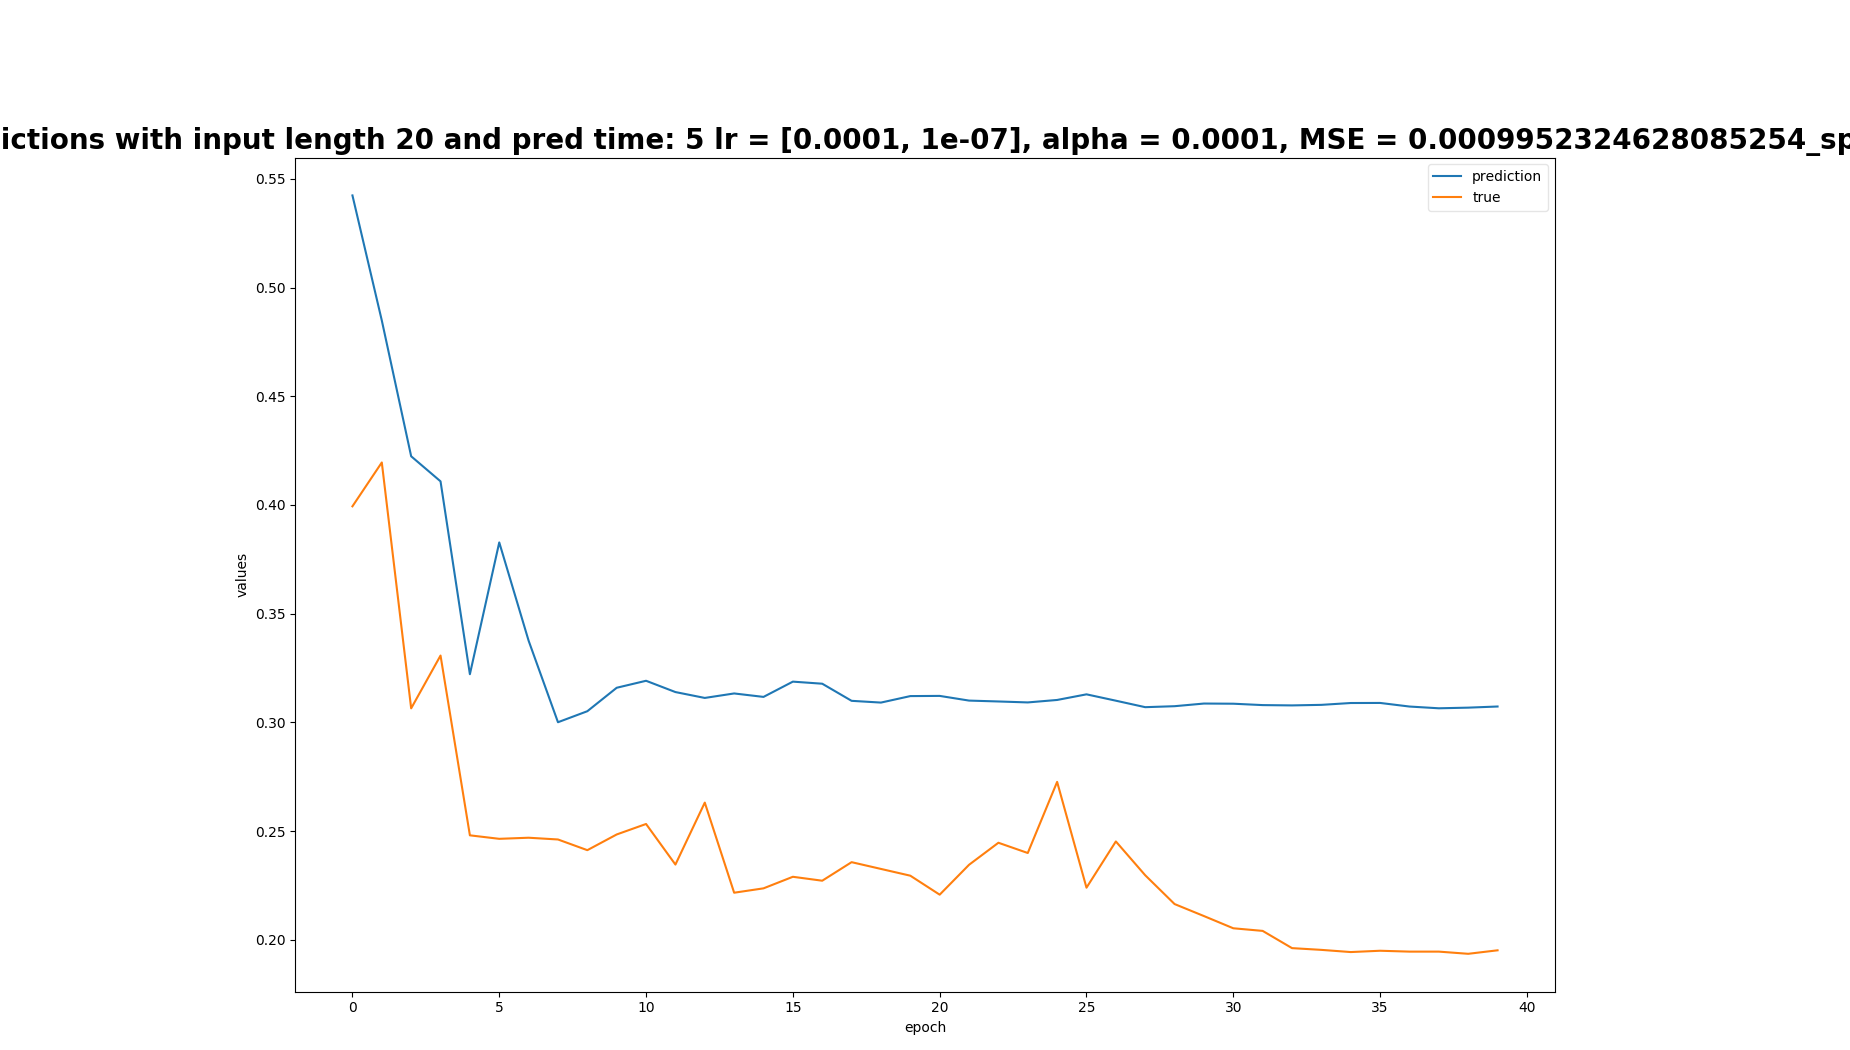 ictions with input length 20 and pred time: 5 lr = [0.0001, 1e-07], alpha = 0.0001, MSE = 0.0009952324628085254_sp
prediction
true
0.55
0.50
0.45
0.40
0.35
0.30
0.25
0.20
values
0 5 10 15 20 25 30 35 40
epoch